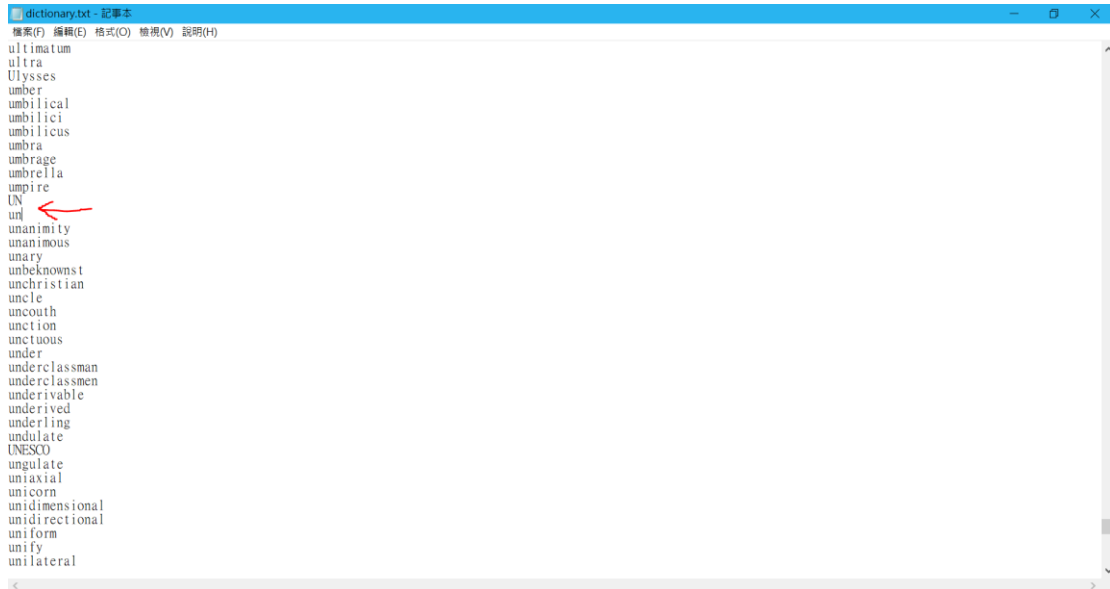 dictionary.txt - 記事本
檔案(F) 編輯(E) 格式(O) 檢視(V) 說明(H)
ultimatum
ultra
Ulysses
umber
umbilical
umbilici
umbilicus
umbra
umbrage
umbrella
umpire
UN
un
unanimity
unanimous
unary
unbeknownst
unchristian
uncle
uncouth
unction
unctuous
under
underclassman
underclassmen
underivable
underived
underling
undulate
UNESCO
ungulate
uniaxial
unicorn
unidimensional
unidirectional
uniform
unify
unilateral